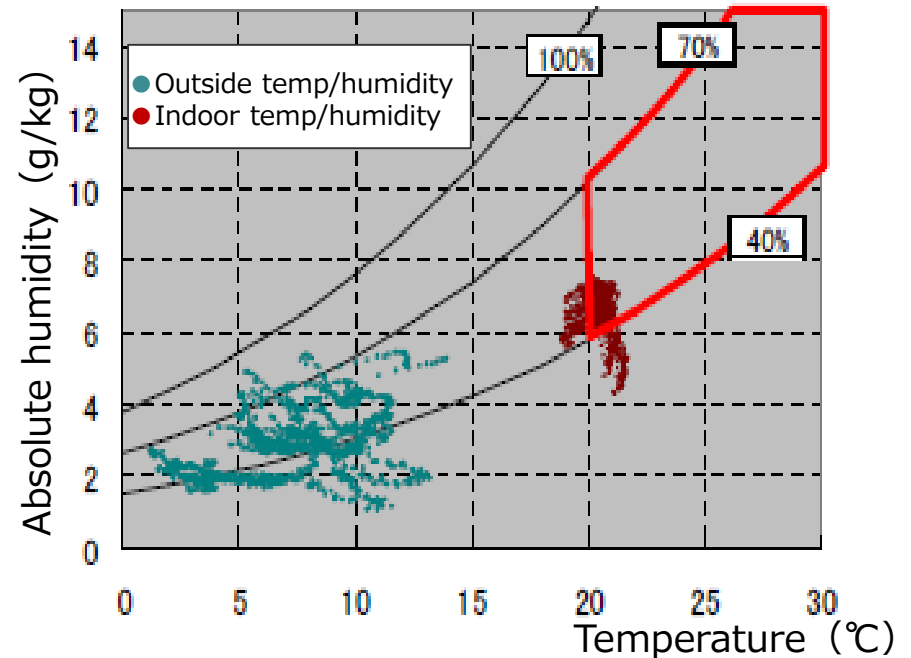 Absolute humidity (g/kg)
14
12
10
8
6
4
2
0
Outside temp/humidity
Indoor temp/humidity
100%
70%
40%
0 5 10 15 20 25 30
Temperature (℃)